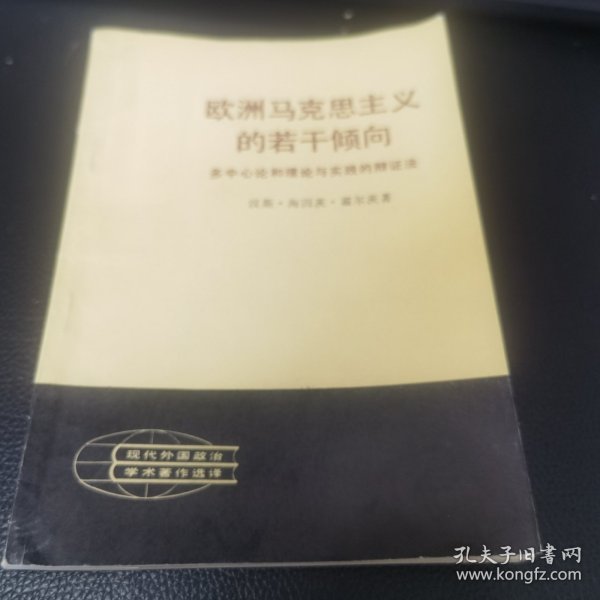 欧洲马克思主义
的若干倾向
多中心论和理论与实践的辩证法
汉斯·海因茨·霍尔茨著
现代外国政治
学术著作选译
孔夫子旧書网
www.kongfz.com